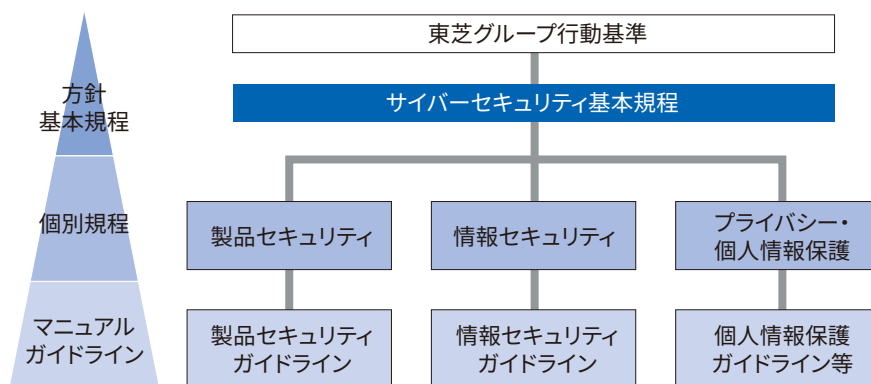 東芝グループ行動基準
方針
基本規程
サイバーセキュリティ基本規程
個別規程
製品セキュリティ
情報セキュリティ
プライバシー・
個人情報保護
マニュアル
ガイドライン
製品セキュリティ
ガイドライン
情報セキュリティ
ガイドライン
個人情報保護
ガイドライン等